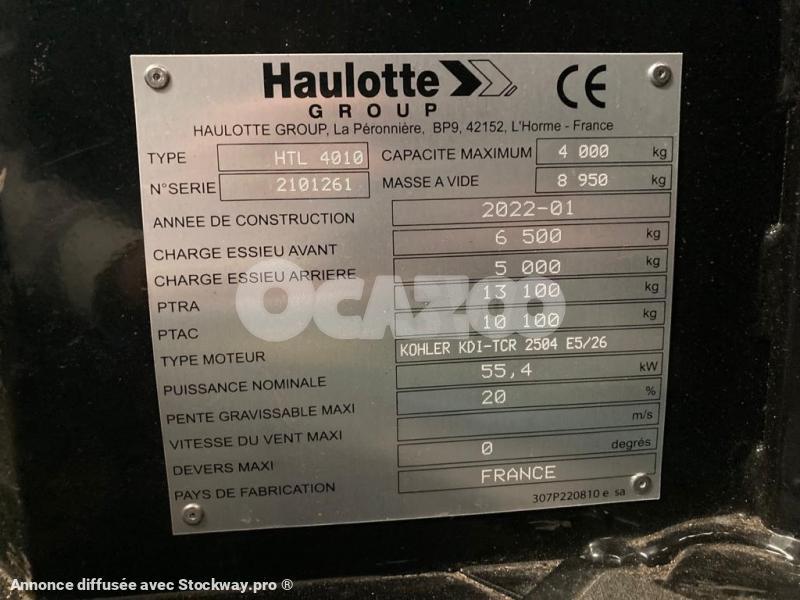 Haulotte
GROUP
CE
HAULOTTE GROUP, La Péronnière, BP9, 42152, L'Horme - France
TYPE HTL 4010 CAPACITE MAXIMUM 4 000 kg
N°SERIE 2101261 MASSE A VIDE 8 950 kg
ANNEE DE CONSTRUCTION 2022-01
CHARGE ESSIEU AVANT 6 500 kg
CHARGE ESSIEU ARRIERE 5 000 kg
PTRA 13 100 kg
PTAC 10 100 kg
TYPE MOTEUR KOHLER KDI-TCR 2504 E5/26
PUISSANCE NOMINALE 55,4 kW
PENTE GRAVISSABLE MAXI 20 %
VITESSE DU VENT MAXI m/s
DEVERS MAXI 0 degrés
PAYS DE FABRICATION FRANCE
307P220810 e sa
OCAZOO
Annonce diffusée avec Stockway.pro ®